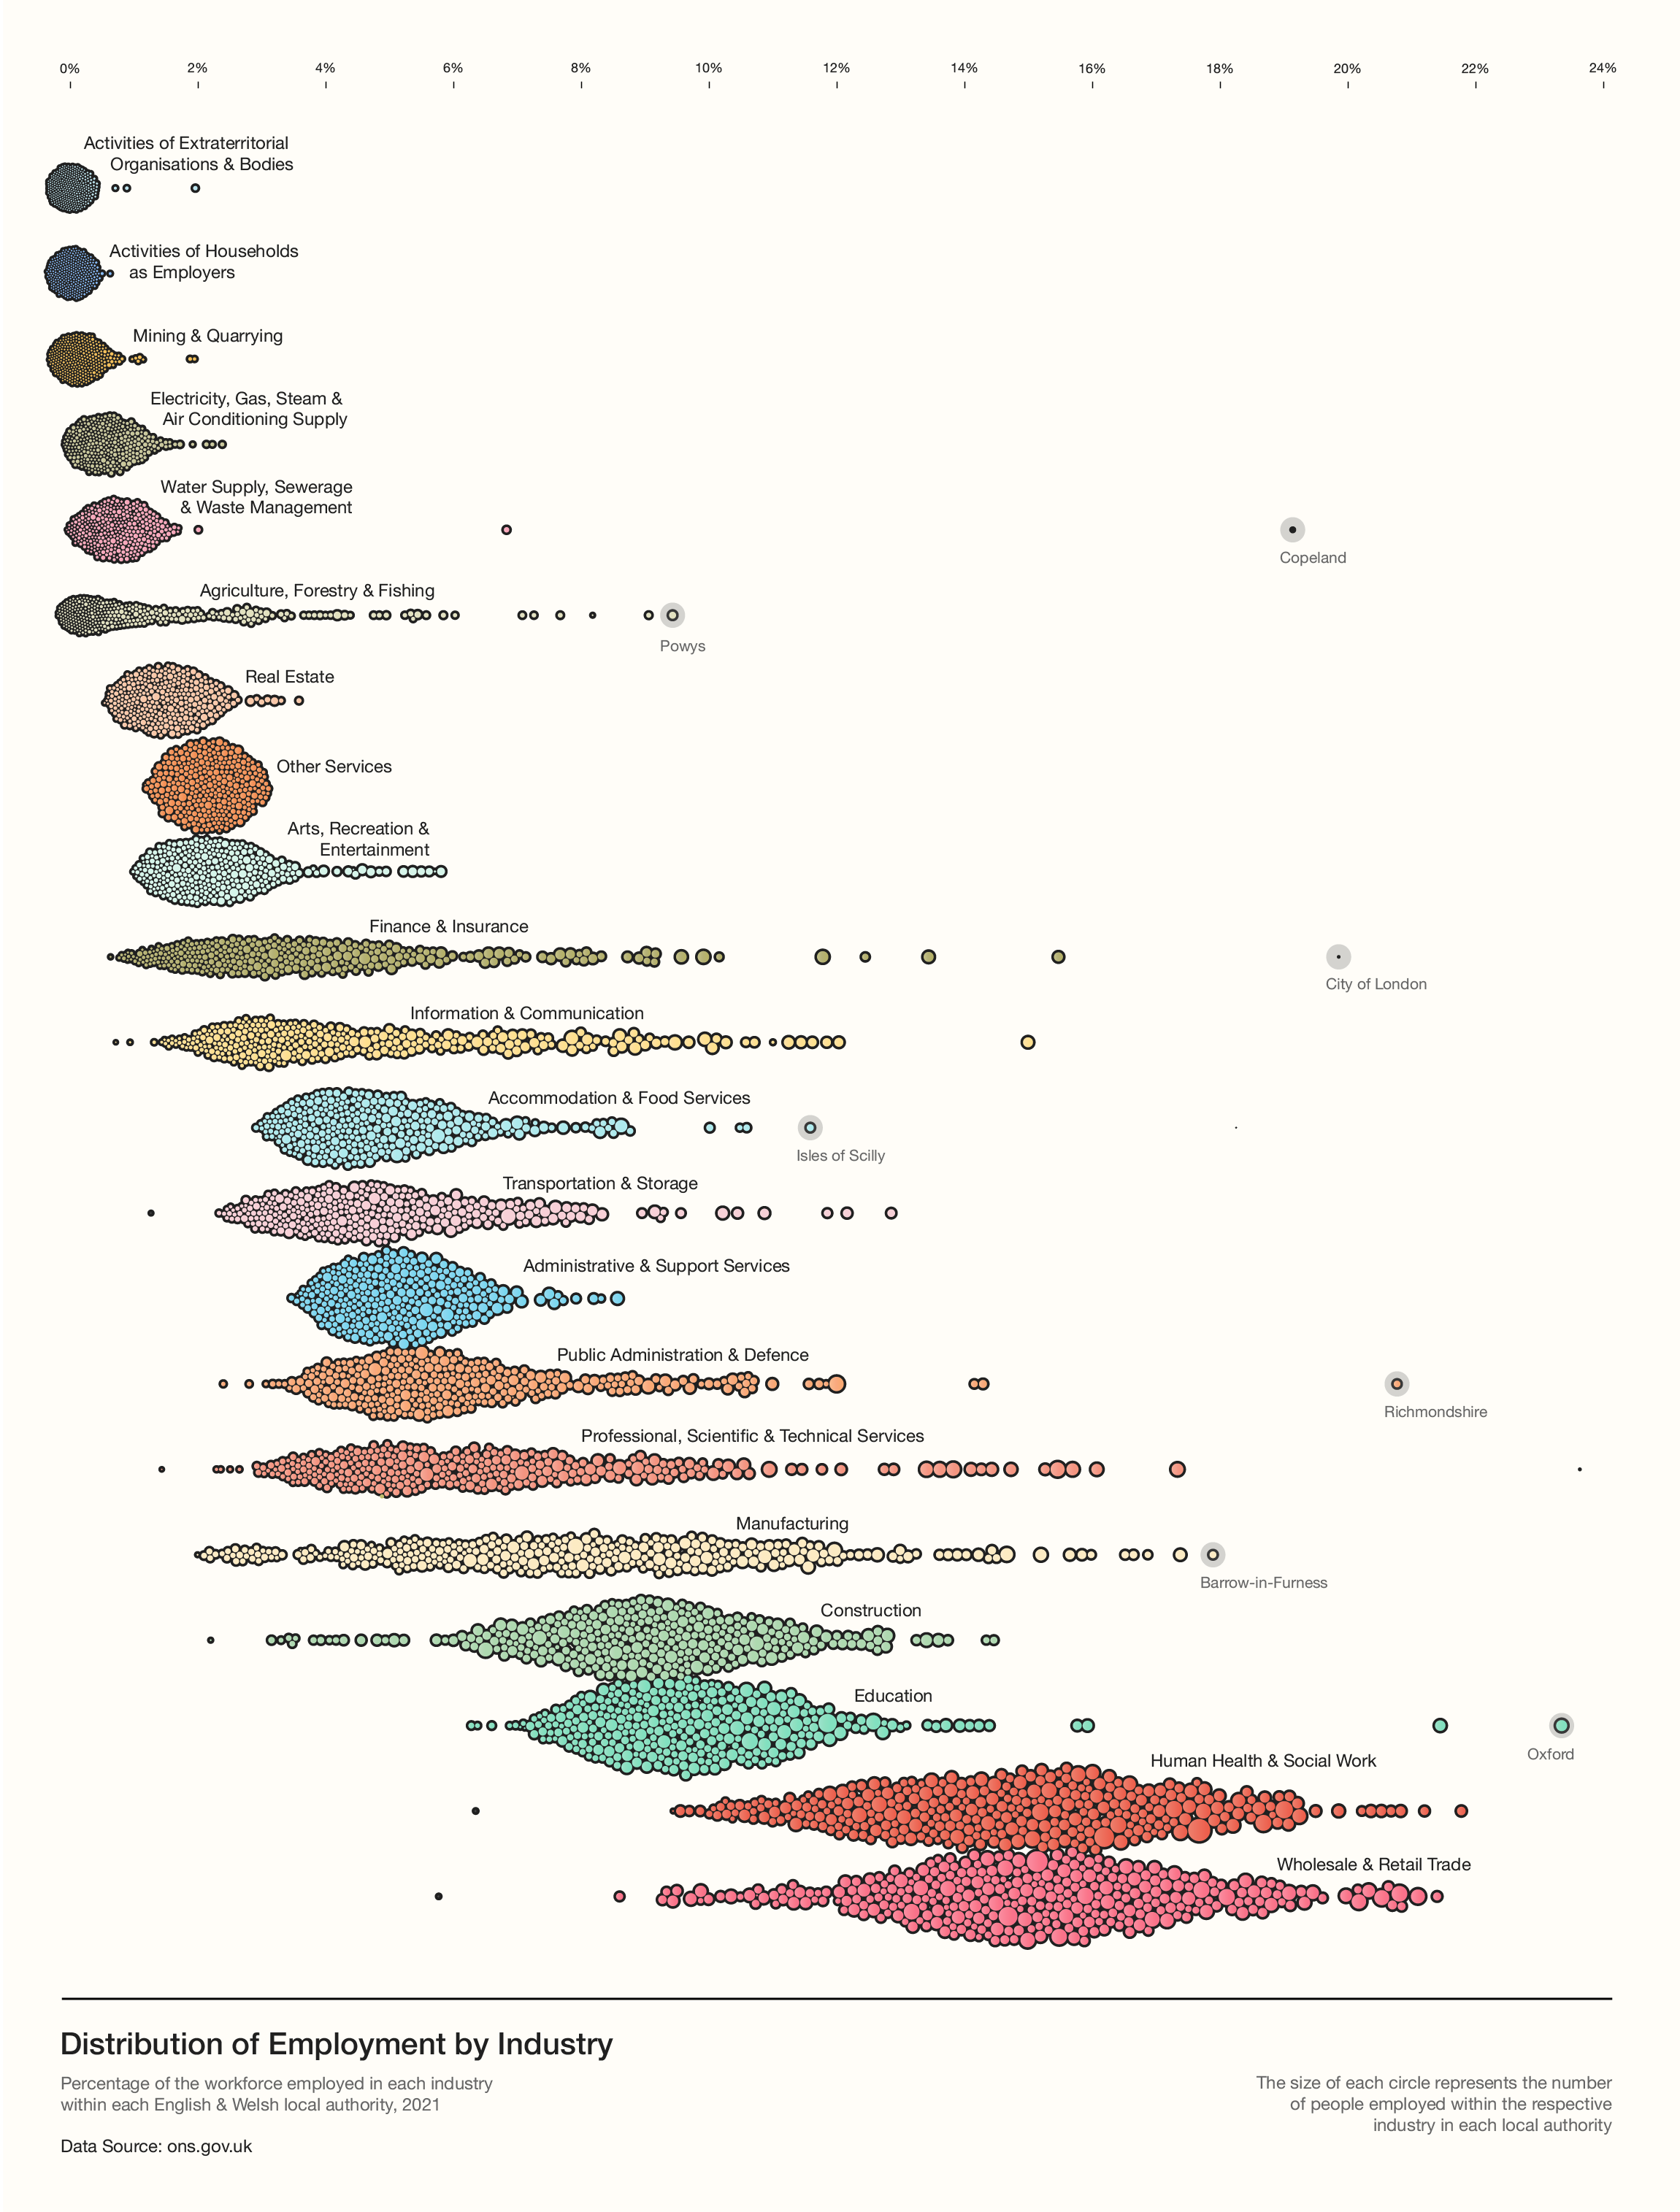 0% 2% 4% 6% 8% 10% 12% 14% 16% 18% 20% 22% 24%
Activities of Extraterritorial
Organisations & Bodies
Activities of Households
as Employers
Mining & Quarrying
Electricity, Gas, Steam &
Air Conditioning Supply
Water Supply, Sewerage
& Waste Management
Copeland
Agriculture, Forestry & Fishing
Powys
Real Estate
Other Services
Arts, Recreation &
Entertainment
Finance & Insurance
City of London
Information & Communication
Accommodation & Food Services
Isles of Scilly
Transportation & Storage
Administrative & Support Services
Public Administration & Defence
Richmondshire
Professional, Scientific & Technical Services
Manufacturing
Barrow-in-Furness
Construction
Education
Oxford
Human Health & Social Work
Wholesale & Retail Trade
Distribution of Employment by Industry
Percentage of the workforce employed in each industry
within each English & Welsh local authority, 2021
Data Source: ons.gov.uk
The size of each circle represents the number
of people employed within the respective
industry in each local authority